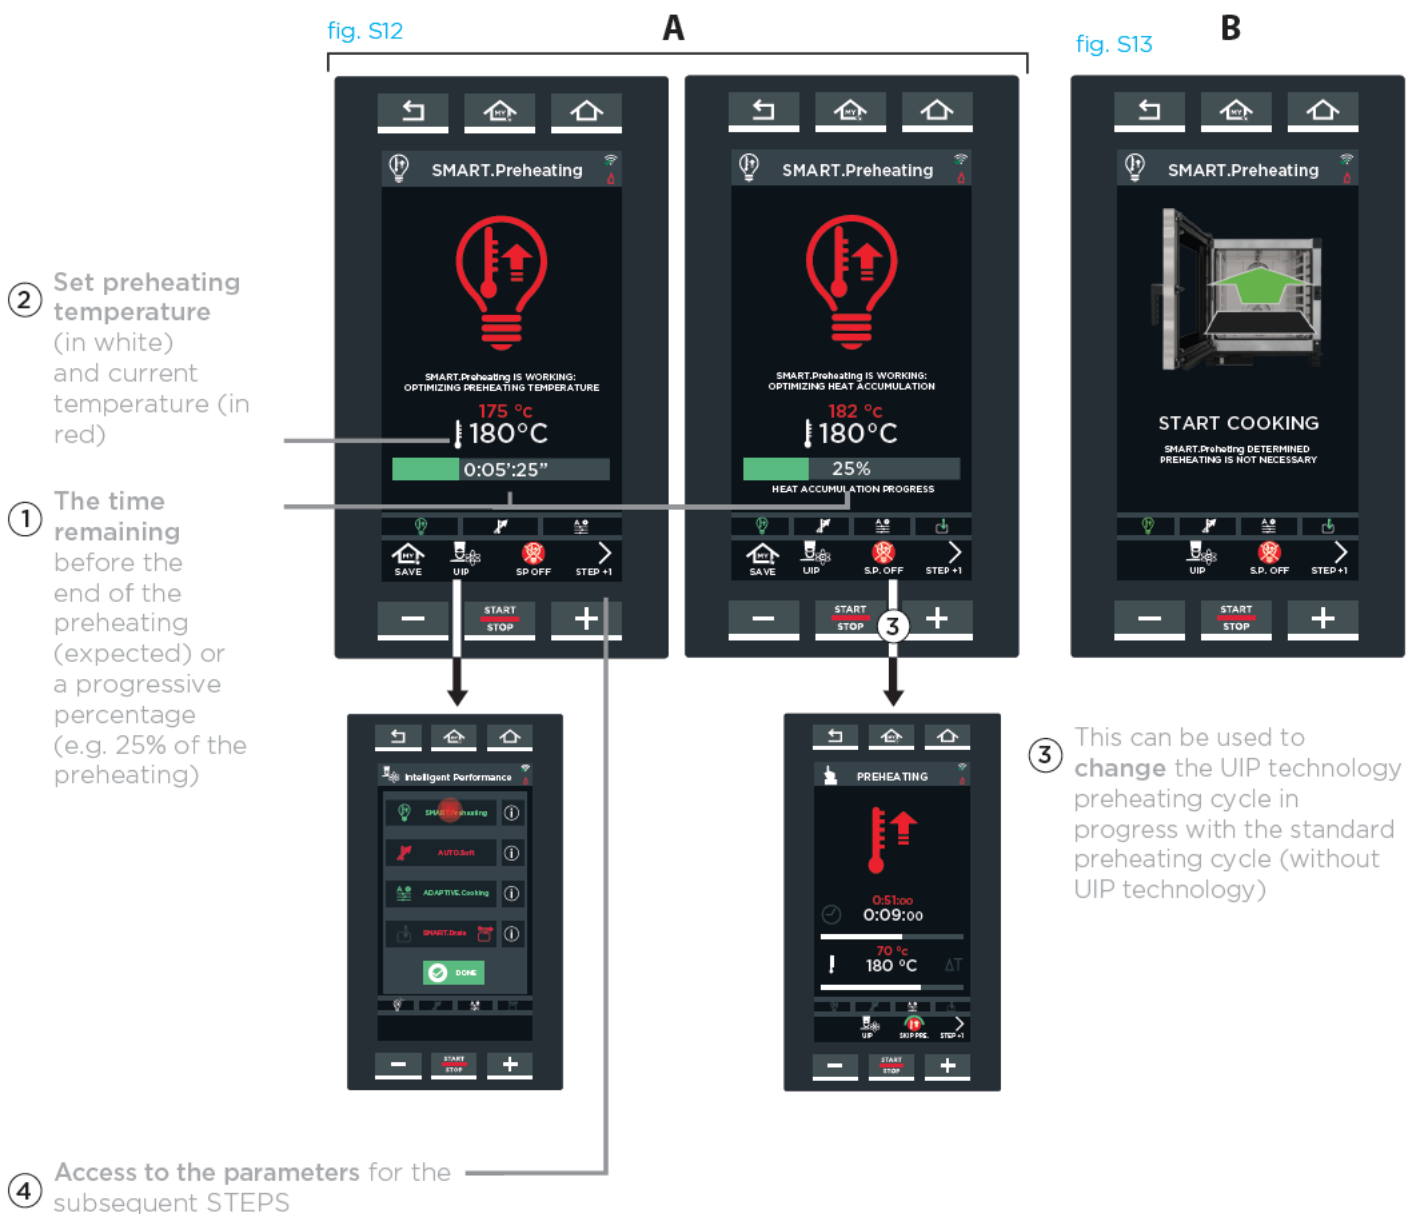 fig. S12
A
fig. S13
B
SMART.Preheating
SMART.Preheating IS WORKING:
OPTIMIZING PREHEATING TEMPERATURE
175 °c
180°C
0:05':25"
MY
SAVE
UIP
SP OFF
STEP +1
START
STOP
SMART.Preheating
SMART.Preheating IS WORKING:
OPTIMIZING HEAT ACCUMULATION
182 °c
180°C
25%
HEAT ACCUMULATION PROGRESS
MY
SAVE
UIP
S.P. OFF
STEP +1
START
STOP
3
SMART.Preheating
START COOKING
SMART.Preheting DETERMINED
PREHEATING IS NOT NECESSARY
UIP
S.P. OFF
STEP +1
START
STOP
2 Set preheating
temperature
(in white)
and current
temperature (in
red)
1 The time
remaining
before the
end of the
preheating
(expected) or
a progressive
percentage
(e.g. 25% of the
preheating)
Intelligent Performance
SMART.Preheating
AUTO.Soft
ADAPTIVE.Cooking
SMART.Drain
DONE
START
STOP
PREHEATING
0:51:00
0:09:00
70 °c
180 °C
ΔT
UIP
SKIP PRE.
STEP +1
START
STOP
3 This can be used to
change the UIP technology
preheating cycle in
progress with the standard
preheating cycle (without
UIP technology)
4 Access to the parameters for the
subsequent STEPS